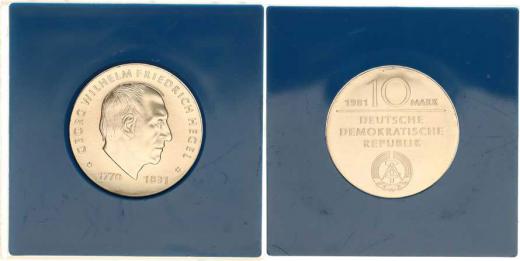 GEORG WILHELM FRIEDRICH HEGEL
1770 1831
1981 10 MARK
DEUTSCHE
DEMOKRATISCHE
REPUBLIK